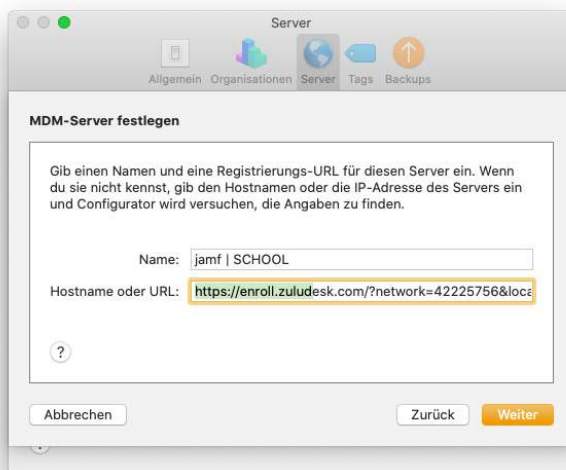 Server
Allgemein Organisationen Server Tags Backups
MDM-Server festlegen
Gib einen Namen und eine Registrierungs-URL für diesen Server ein. Wenn
du sie nicht kennst, gib den Hostnamen oder die IP-Adresse des Servers ein
und Configurator wird versuchen, die Angaben zu finden.
Name: jamf | SCHOOL
Hostname oder URL: https://enroll.zuludesk.com/?network=42225756&loca
?
Abbrechen Zurück Weiter